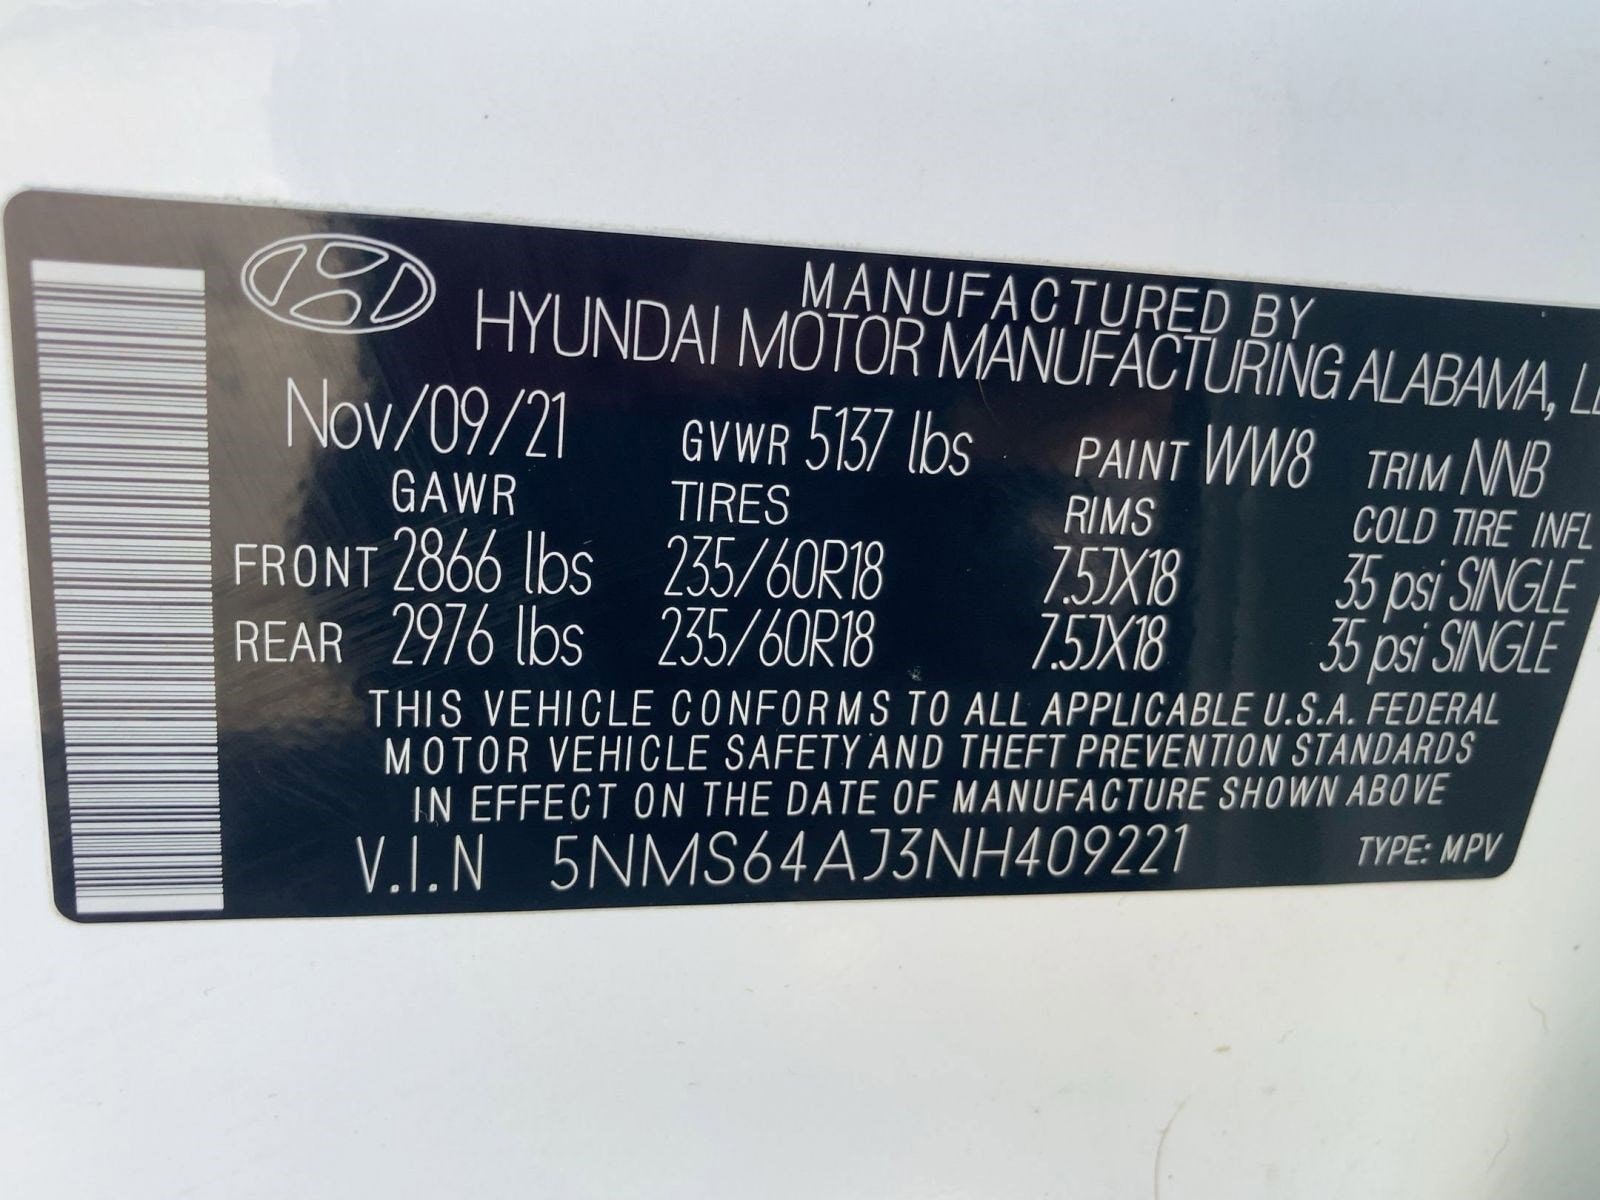 MANUFACTURED BY
HYUNDAI MOTOR MANUFACTURING ALABAMA,
Nov/09/21 GVWR 5137 lbs PAINT WW8 TRIM NNB
GAWR TIRES RIMS COLD TIRE INFL
FRONT 2866 lbs 235/60R18 7.5JX18 35 psi SINGLE
REAR 2976 lbs 235/60R18 7.5JX18 35 psi SINGLE
THIS VEHICLE CONFORMS TO ALL APPLICABLE U.S.A. FEDERAL
MOTOR VEHICLE SAFETY AND THEFT PREVENTION STANDARDS
IN EFFECT ON THE DATE OF MANUFACTURE SHOWN ABOVE
V.I.N 5NMS64AJ3NH409221 TYPE: MPV